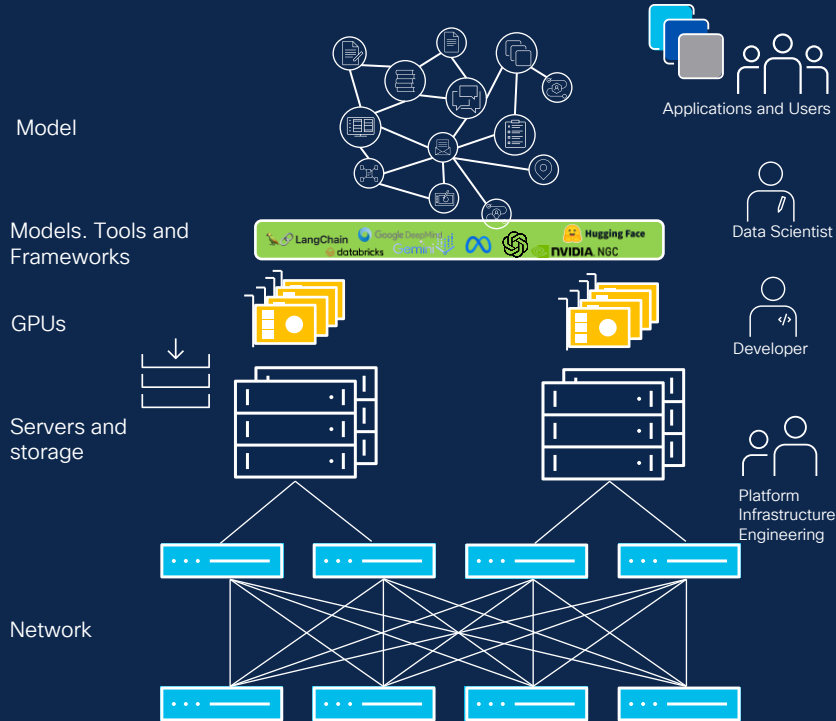 Applications and Users
Model
Data Scientist
Models. Tools and
Frameworks
LangChain
Google DeepMind
Hugging Face
databricks
Gemini
NVIDIA. NGC
GPUs
</>
Developer
Servers and
storage
Platform
Infrastructure
Engineering
Network